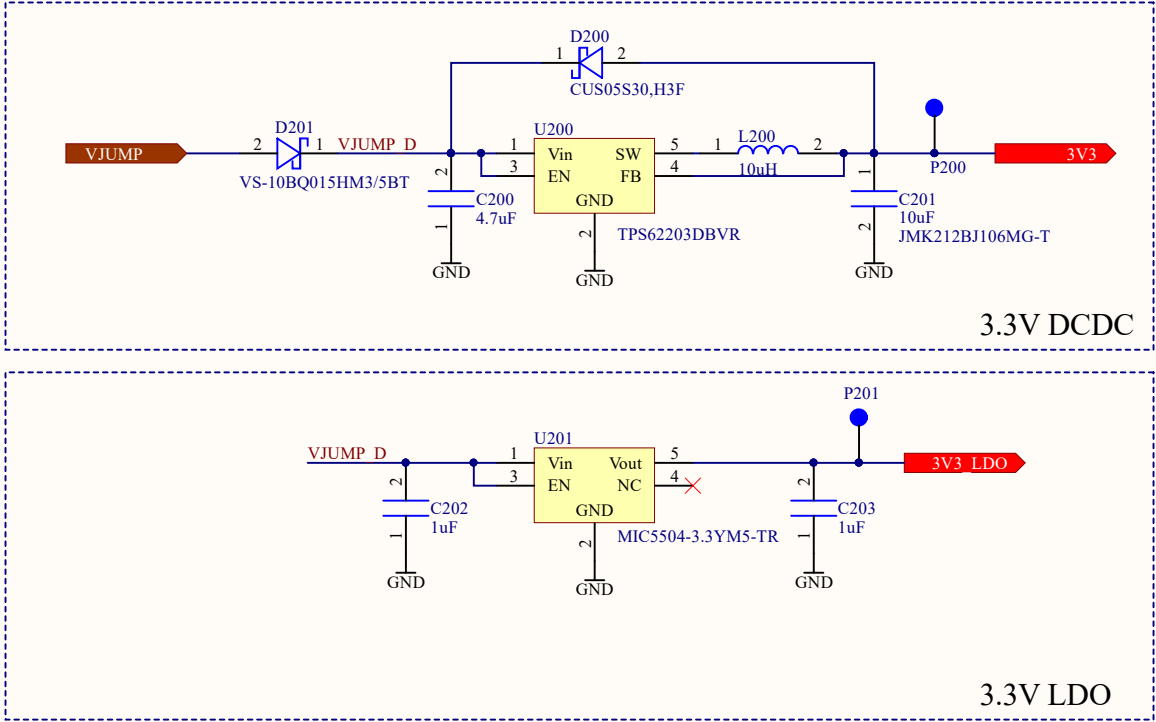 D200
1
2
CUS05S30,H3F
VJUMP
2
D201
1
VJUMP_D
VS-10BQ015HM3/5BT
2
C200
4.7uF
1
GND
U200
1
Vin
SW
5
3
EN
FB
4
GND
2
TPS62203DBVR
GND
1
L200
2
10uH
P200
3V3
1
C201
10uF
2
JMK212BJ106MG-T
GND
3.3V DCDC
VJUMP_D
2
C202
1uF
1
GND
U201
1
Vin
Vout
5
3
EN
NC
4
GND
2
MIC5504-3.3YM5-TR
GND
P201
3V3_LDO
2
C203
1uF
1
GND
3.3V LDO